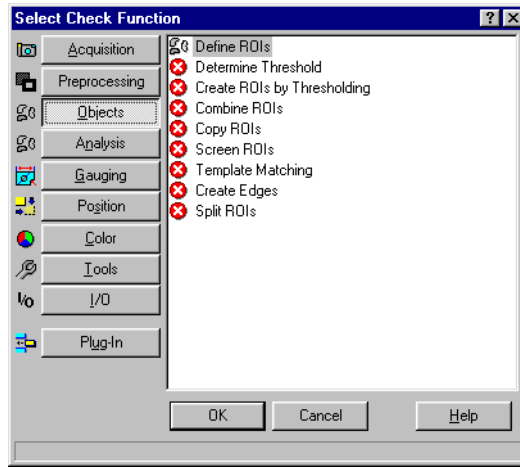 Select Check Function
Acquisition
Preprocessing
Objects
Analysis
Gauging
Position
Color
Tools
I/O I/O
Plug-In
Define ROIs
Determine Threshold
Create ROIs by Thresholding
Combine ROIs
Copy ROIs
Screen ROIs
Template Matching
Create Edges
Split ROIs
OK Cancel Help